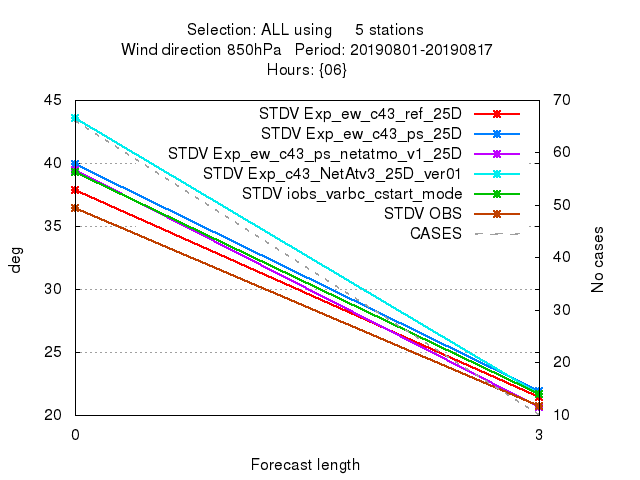 Selection: ALL using     5 stations
Wind direction 850hPa   Period: 20190801-20190817
Hours: {06}
45
70
STDV Exp_ew_c43_ref_25D
STDV Exp_ew_c43_ps_25D
STDV Exp_ew_c43_ps_netatmo_v1_25D
STDV Exp_c43_NetAtv3_25D_ver01
STDV iobs_varbc_cstart_mode
STDV OBS
CASES
40
35
30
25
20
60
50
40
30
20
10
deg
No cases
0
3
Forecast length